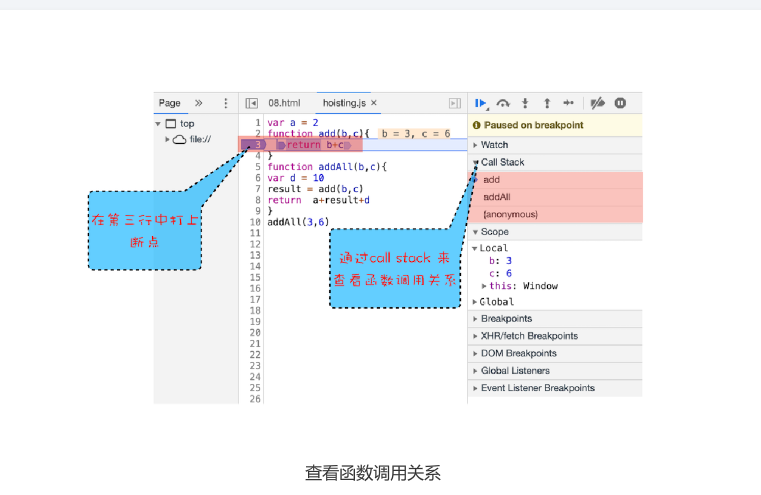 Page
08.html
hoisting.js ×
top
file://
1 var a = 2
2 function add(b,c){ b = 3, c = 6
3 return b+c
4 }
5 function addAll(b,c){
6 var d = 10
7 result = add(b,c)
8 return a+result+d
9 }
10 addAll(3,6)
11
12
13
14
15
16
17
18
19
20
21
22
23
24
25
26
在第三行中打上
断点
通过call stack 来
查看函数调用关系
Paused on breakpoint
Watch
Call Stack
add
addAll
(anonymous)
Scope
Local
b: 3
c: 6
this: Window
Global
Breakpoints
XHR/fetch Breakpoints
DOM Breakpoints
Global Listeners
Event Listener Breakpoints
查看函数调用关系